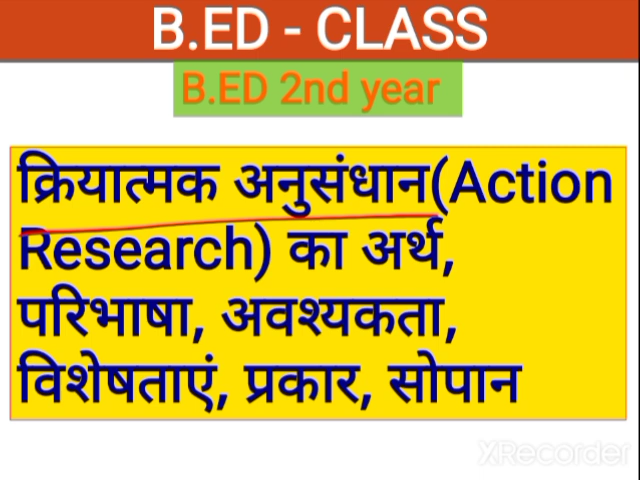 B.ED - CLASS
B.ED 2nd year
क्रियात्मक अनुसंधान(Action
Research) का अर्थ,
परिभाषा, अवश्यकता,
विशेषताएं, प्रकार, सोपान
XRecorder